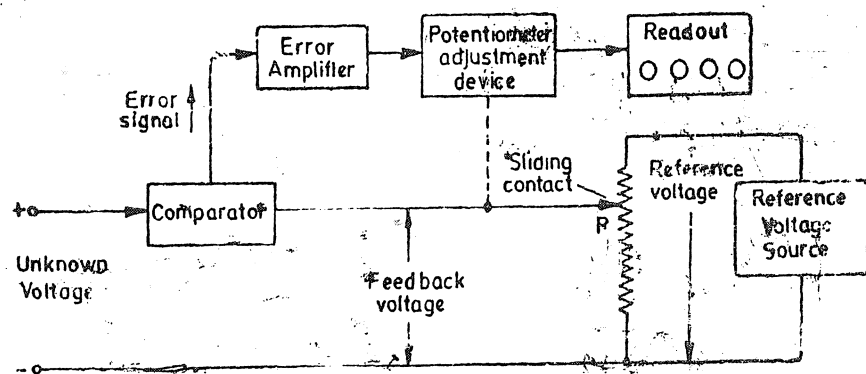 Error
Amplifier
Potentiometer
adjustment
device
Readout
Error
signal
Sliding
contact
Reference
voltage
+
Comparator
Reference
Voltage
Source
P
Unknown
Voltage
Feedback
voltage
-